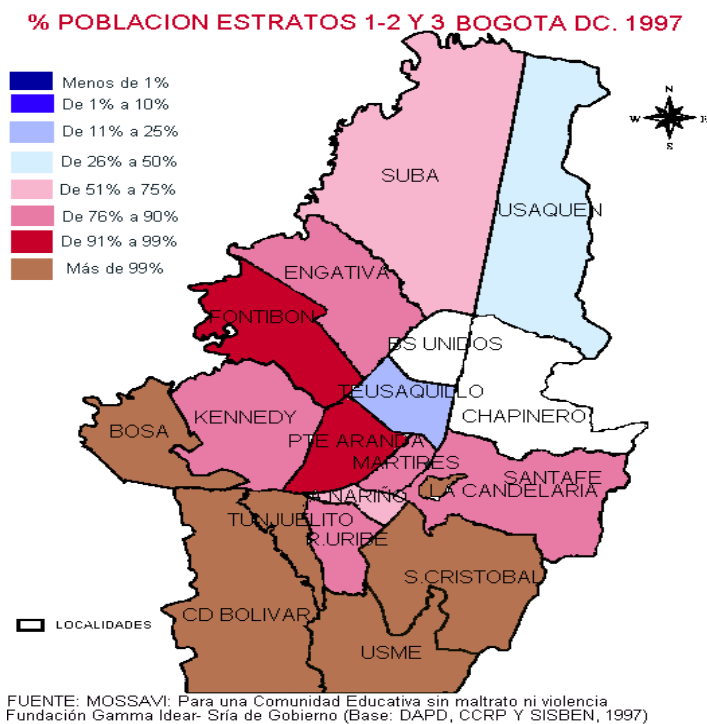 % POBLACION ESTRATOS 1-2 Y 3 BOGOTA DC. 1997
Menos de 1%
De 1% a 10%
De 11% a 25%
De 26% a 50%
De 51% a 75%
De 76% a 90%
De 91% a 99%
Más de 99%
N
W
E
S
SUBA
USAQUEN
ENGATIVA
FONTIBON
BS UNIDOS
TEUSAQUILLO
CHAPINERO
KENNEDY
BOSA
PTE ARANDA
MARTIRES
SANTAFE
LA CANDELARIA
A.NARIÑO
TUNJUELITO
R.URIBE
S.CRISTOBAL
CD BOLIVAR
USME
LOCALIDADES
FUENTE: MOSSAVI: Para una Comunidad Educativa sin maltrato ni violencia
Fundación Gamma Idear- Sría de Gobierno (Base: DAPD, CCRP Y SISBEN, 1997)